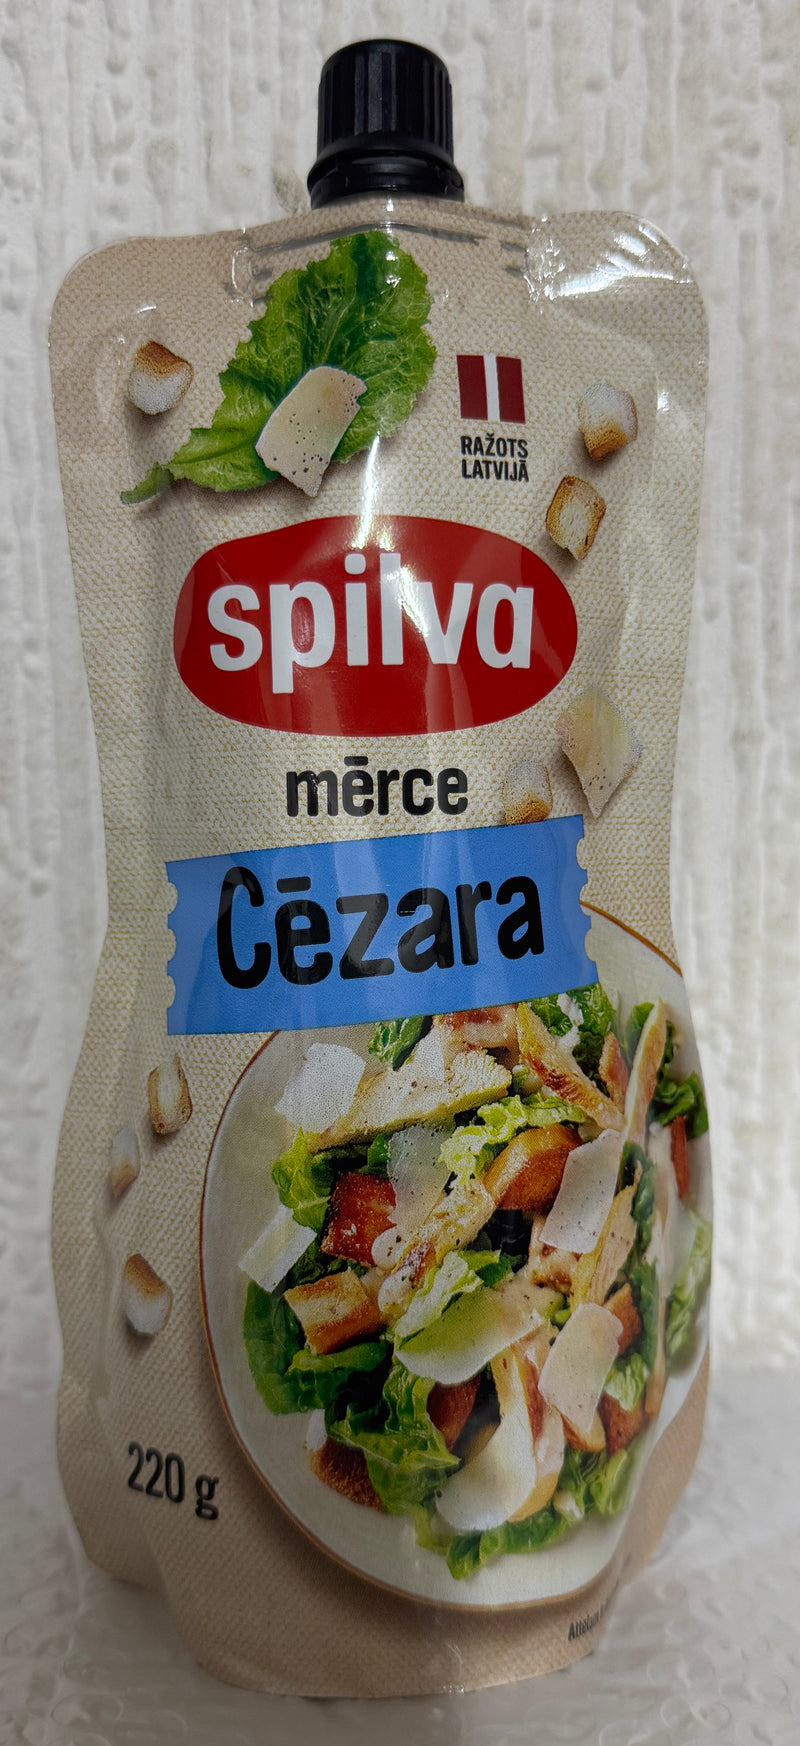 RAŽOTS
LATVIJĀ
spilva
mērce
Cēzara
220 g